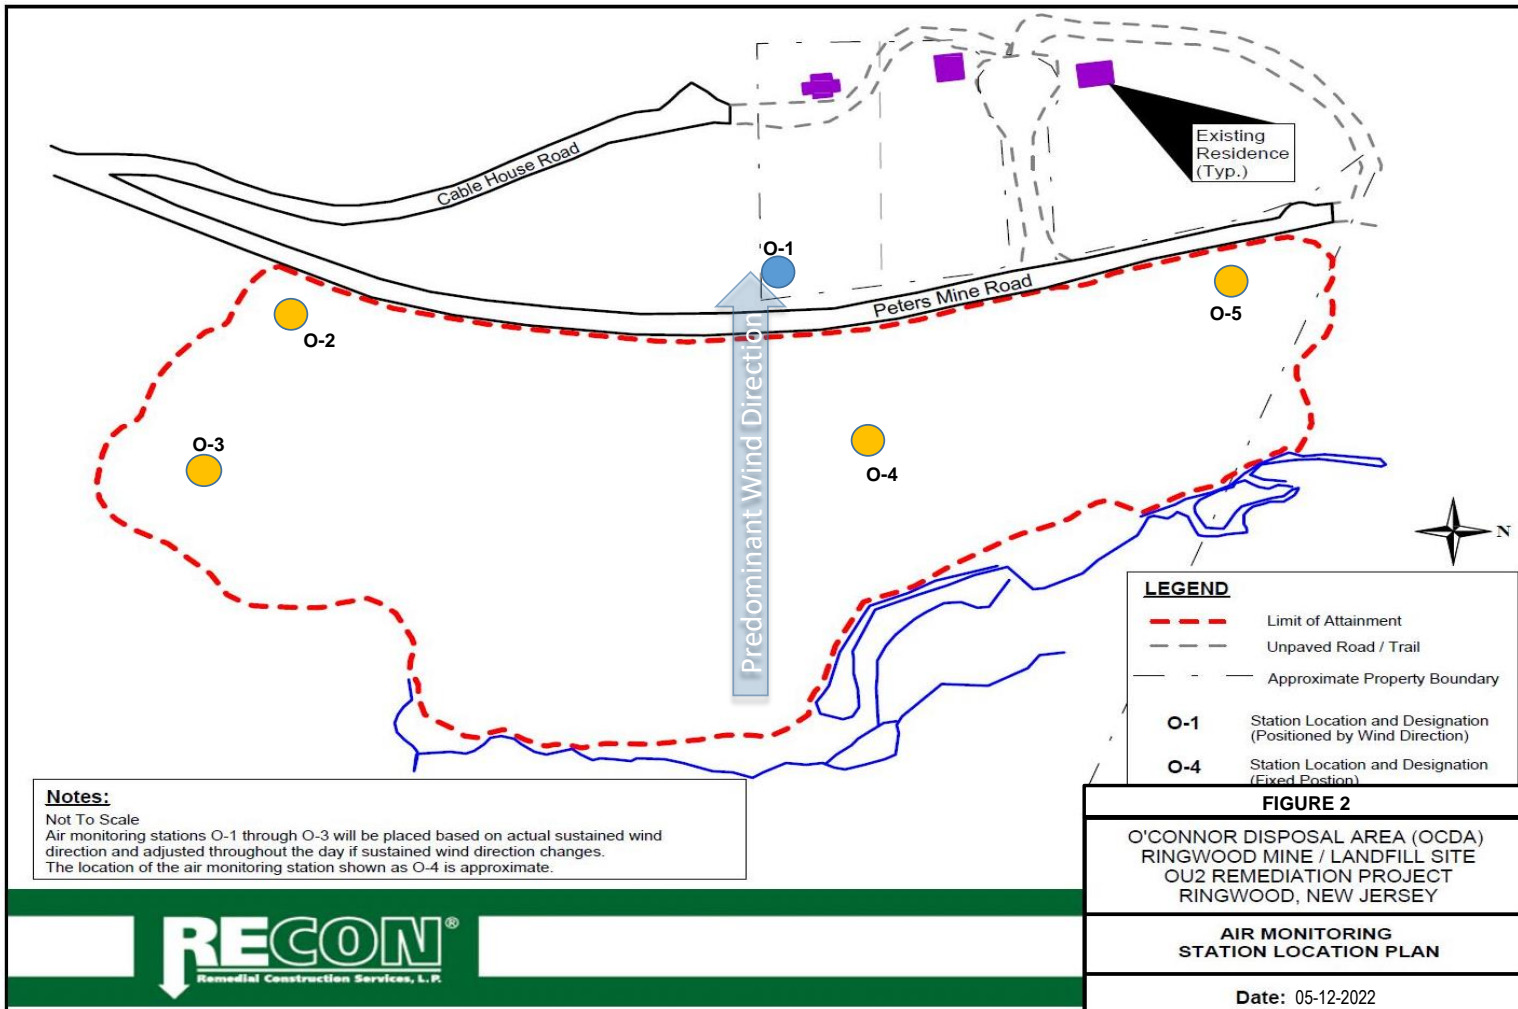 Cable House Road
Existing
Residence
(Typ.)
O-1
O-2
Peters Mine Road
O-5
O-3
O-4
Predominant Wind Direction
N
LEGEND
Limit of Attainment
Unpaved Road / Trail
Approximate Property Boundary
O-1 Station Location and Designation
(Positioned by Wind Direction)
O-4 Station Location and Designation
(Fixed Postion)
Notes:
Not To Scale
Air monitoring stations O-1 through O-3 will be placed based on actual sustained wind
direction and adjusted throughout the day if sustained wind direction changes.
The location of the air monitoring station shown as O-4 is approximate.
FIGURE 2
O'CONNOR DISPOSAL AREA (OCDA)
RINGWOOD MINE / LANDFILL SITE
OU2 REMEDIATION PROJECT
RINGWOOD, NEW JERSEY
AIR MONITORING
STATION LOCATION PLAN
Date: 05-12-2022
RECON®
Remedial Construction Services, L.P.